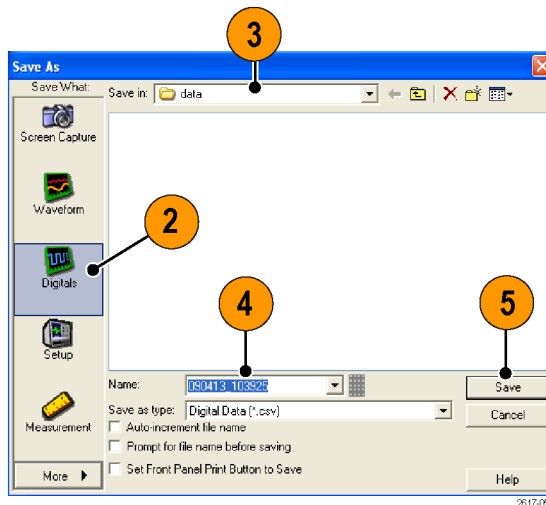 3
Save As
Save What:
Save in: data
Screen Capture
Waveform
2
Digitals
4
5
Setup
Name: 090413_103925
Save
Save as type: Digital Data (*.csv)
Cancel
Measurement
Auto-increment file name
Prompt for file name before saving
Set Front Panel Print Button to Save
More
Help